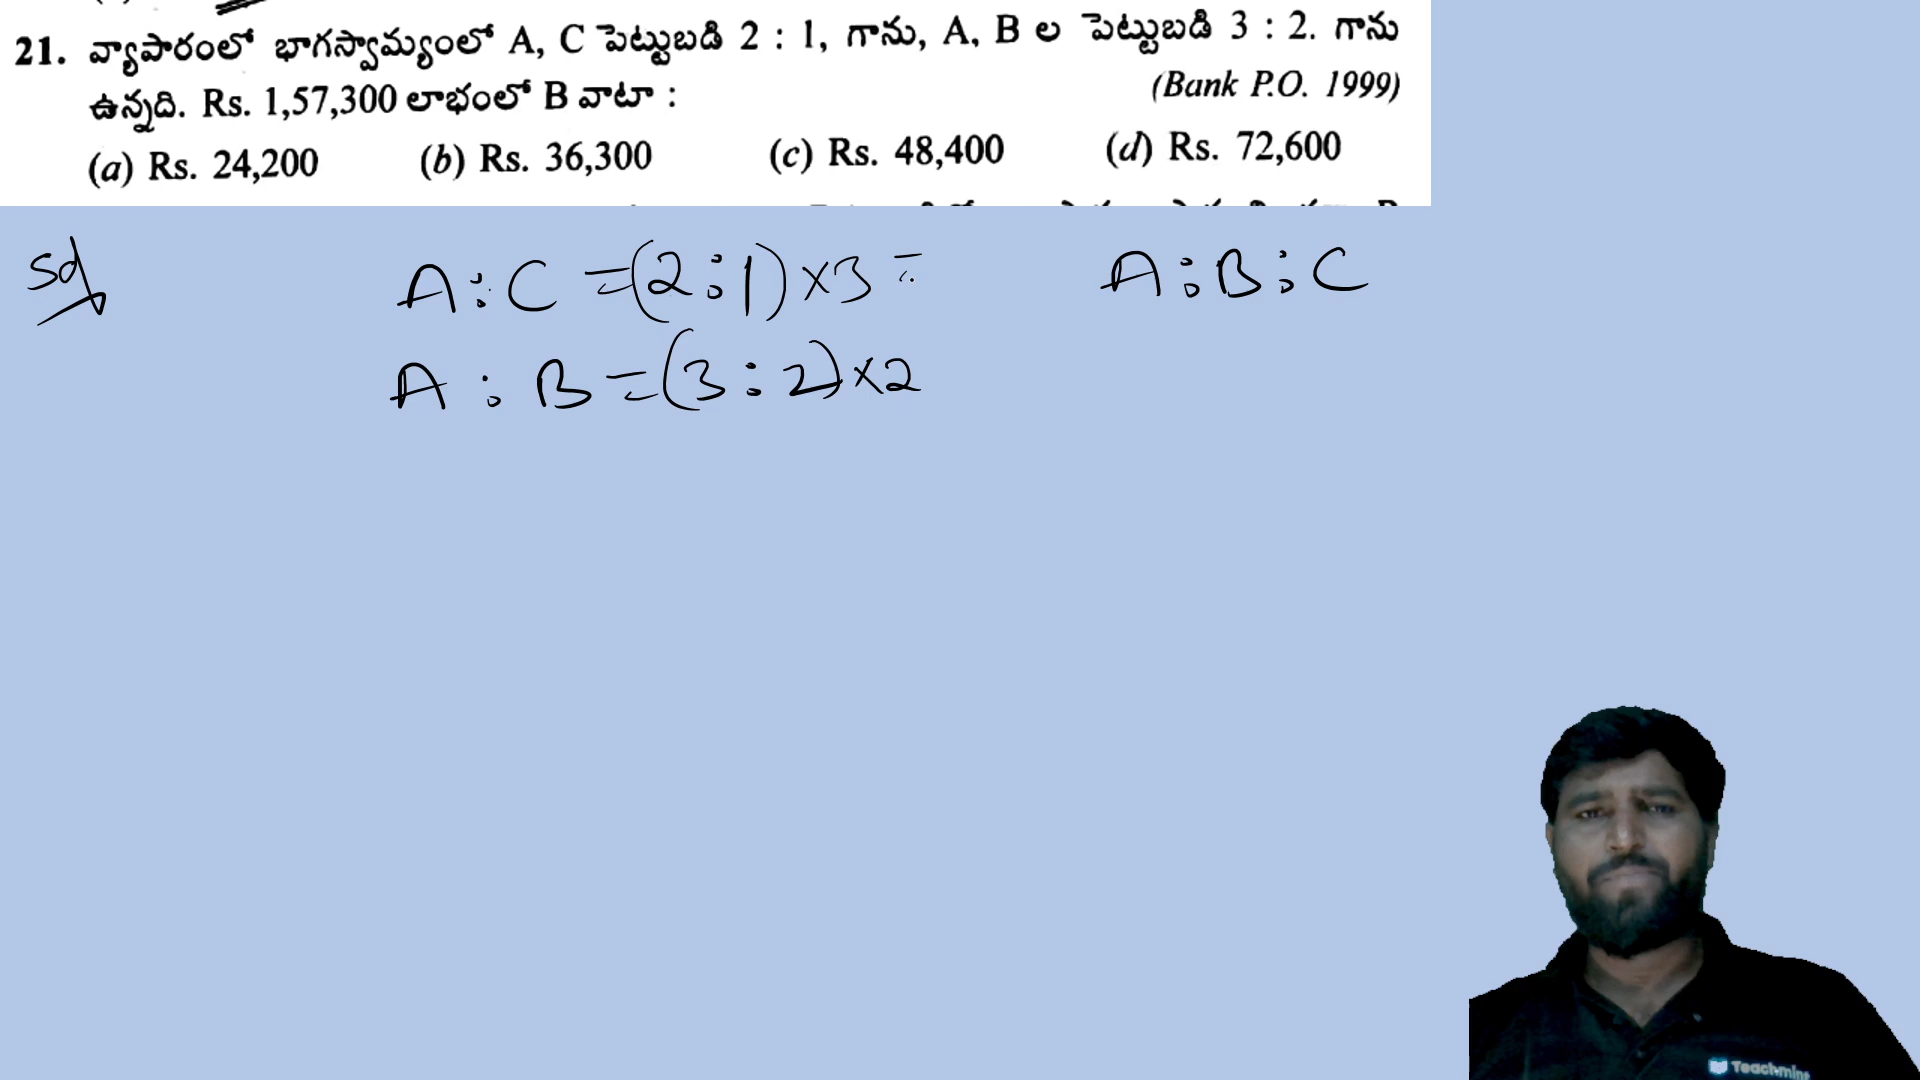 21. వ్యాపారంలో భాగస్వామ్యంలో A, C పెట్టుబడి 2 : 1, గాను, A, B ల పెట్టుబడి 3 : 2. గాను
ఉన్నది. Rs. 1,57,300 లాభంలో B వాటా : (Bank P.O. 1999)
(a) Rs. 24,200 (b) Rs. 36,300 (c) Rs. 48,400 (d) Rs. 72,600
Sol
A : C = (2 : 1) × 3 = A : B : C
A : B = (3 : 2) × 2
Teachmint